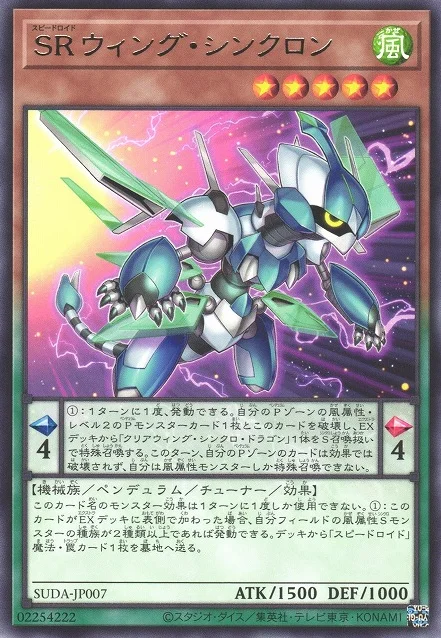 スピードロイド
SRウィング・シンクロン
風
①:1ターンに1度、発動できる。自分のPゾーンの風属性・
レベル2のPモンスターカード1枚とこのカードを破壊し、EX
デッキから「クリアウィング・シンクロ・ドラゴン」1体をS召喚扱い
で特殊召喚する。このターン、自分のPゾーンのカードは効果では
破壊されず、自分は風属性モンスターしか特殊召喚できない。
4
4
【機械族/ペンデュラム/チューナー/効果】
このカード名のモンスター効果は1ターンに1度しか使用できない。①:こ
のカードがEXデッキに表側で加わった場合、自分フィールドの風属性Sモン
スターの種族が2種類以上であれば発動できる。デッキから「スピードロイド」
魔法・罠カード1枚を墓地へ送る。
SUDA-JP007
ATK/1500 DEF/1000
02254222
©スタジオ・ダイス/集英社・テレビ東京・KONAMI